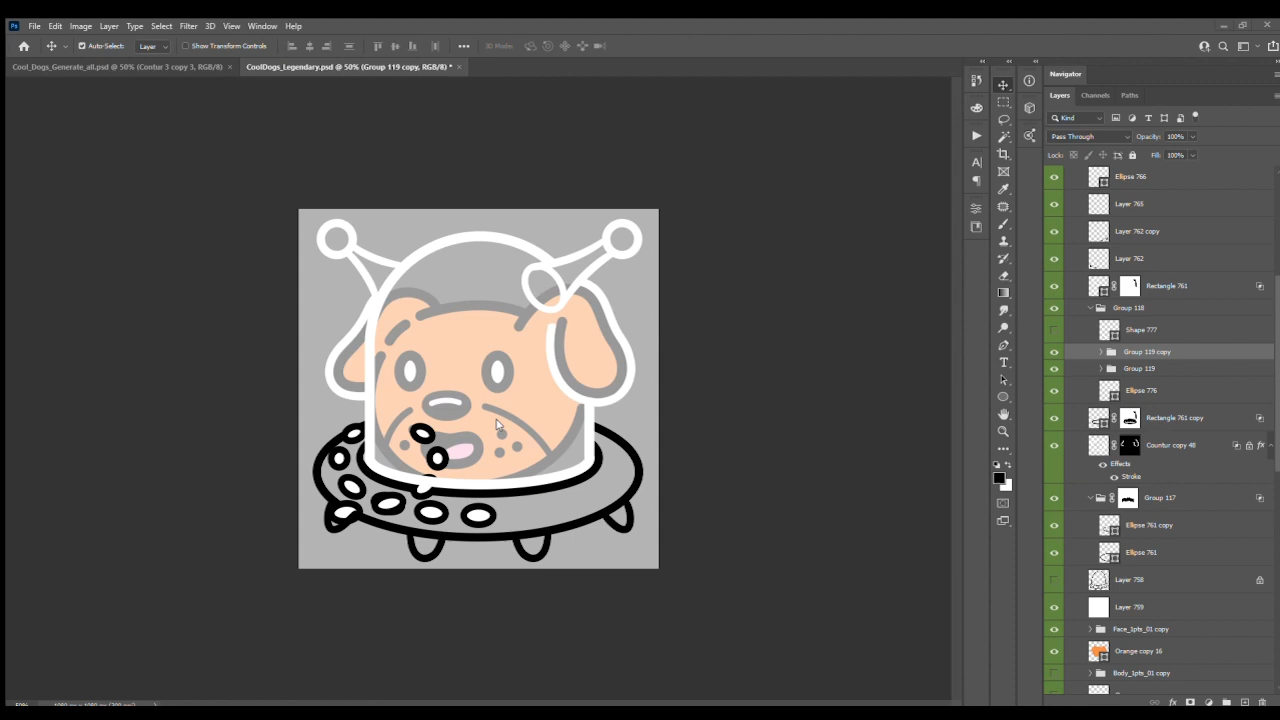 Ps File Edit Image Layer Type Select Filter 3D View Window Help
Auto-Select: Layer Show Transform Controls 3D Mode:
Cool_Dogs_Generate_all.psd @ 50% (Contur 3 copy 3, RGB/8) × CoolDogs_Legendary.psd @ 50% (Group 119 copy, RGB/8) * ×
Navigator
Layers Channels Paths
Kind
Pass Through Opacity: 100%
Lock: Fill: 100%
Ellipse 766
Layer 765
Layer 762 copy
Layer 762
Rectangle 761
Group 118
Shape 777
Group 119 copy
Group 119
Ellipse 776
Rectangle 761 copy
Countur copy 48 fx
Effects
Stroke
Group 117
Ellipse 761 copy
Ellipse 761
Layer 758
Layer 759
Face_1pts_01 copy
Orange copy 16
Body_1pts_01 copy